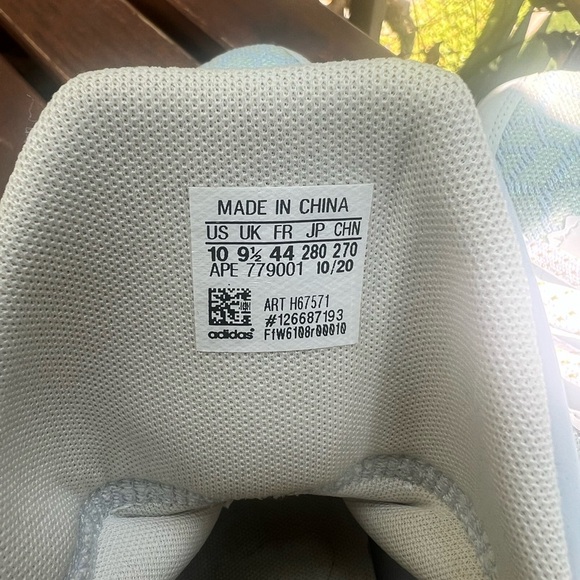 MADE IN CHINA
US UK FR JP CHN
10 9½ 44 280 270
APE 779001 10/20
ART H67571
#126687193
adidas F1W6108r00010